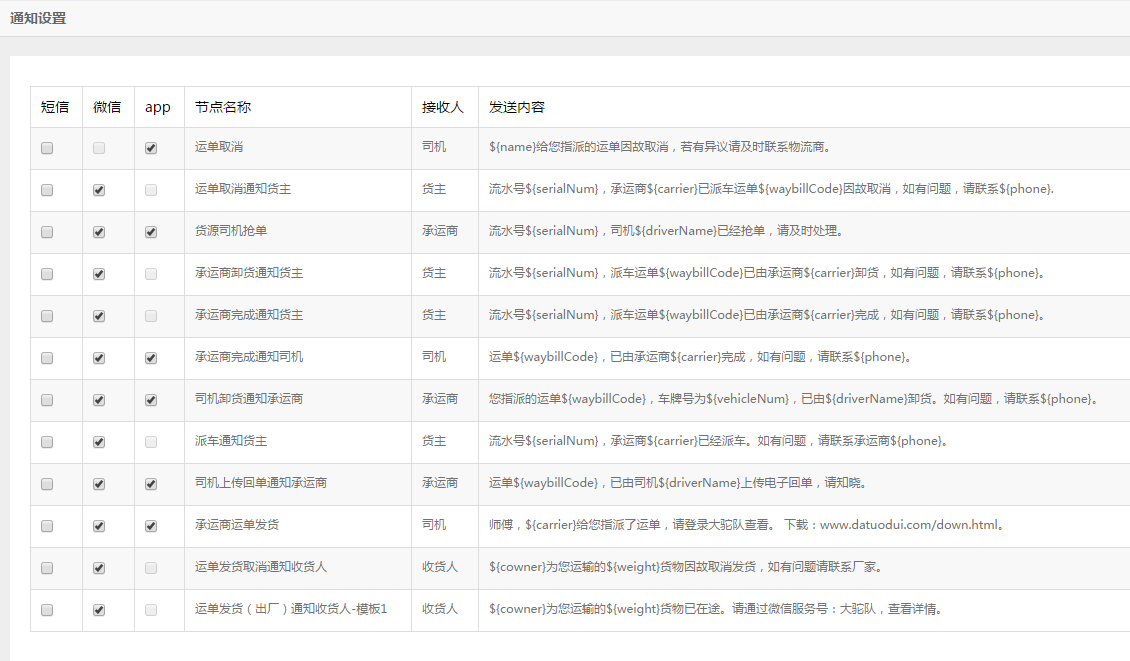 通知设置
短信 微信 app 节点名称 接收人 发送内容
运单取消 司机 ${name}给您指派的运单因故取消，若有异议请及时联系物流商。
运单取消通知货主 货主 流水号${serialNum}，承运商${carrier}已派车运单${waybillCode}因故取消，如有问题，请联系${phone}.
货源司机抢单 承运商 流水号${serialNum}，司机${driverName}已经抢单，请及时处理。
承运商卸货通知货主 货主 流水号${serialNum}，派车运单${waybillCode}已由承运商${carrier}卸货，如有问题，请联系${phone}。
承运商完成通知货主 货主 流水号${serialNum}，派车运单${waybillCode}已由承运商${carrier}完成，如有问题，请联系${phone}。
承运商完成通知司机 司机 运单${waybillCode}，已由承运商${carrier}完成，如有问题，请联系${phone}。
司机卸货通知承运商 承运商 您指派的运单${waybillCode}，车牌号为${vehicleNum}，已由${driverName}卸货。如有问题，请联系${phone}。
派车通知货主 货主 流水号${serialNum}，承运商${carrier}已经派车。如有问题，请联系承运商${phone}。
司机上传回单通知承运商 承运商 运单${waybillCode}，已由司机${driverName}上传电子回单，请知晓。
承运商运单发货 司机 师傅，${carrier}给您指派了运单，请登录大驼队查看。 下载：www.datuodui.com/down.html。
运单发货取消通知收货人 收货人 ${cowner}为您运输的${weight}货物因故取消发货，如有问题请联系厂家。
运单发货（出厂）通知收货人-模板1 收货人 ${cowner}为您运输的${weight}货物已在途。请通过微信服务号：大驼队，查看详情。